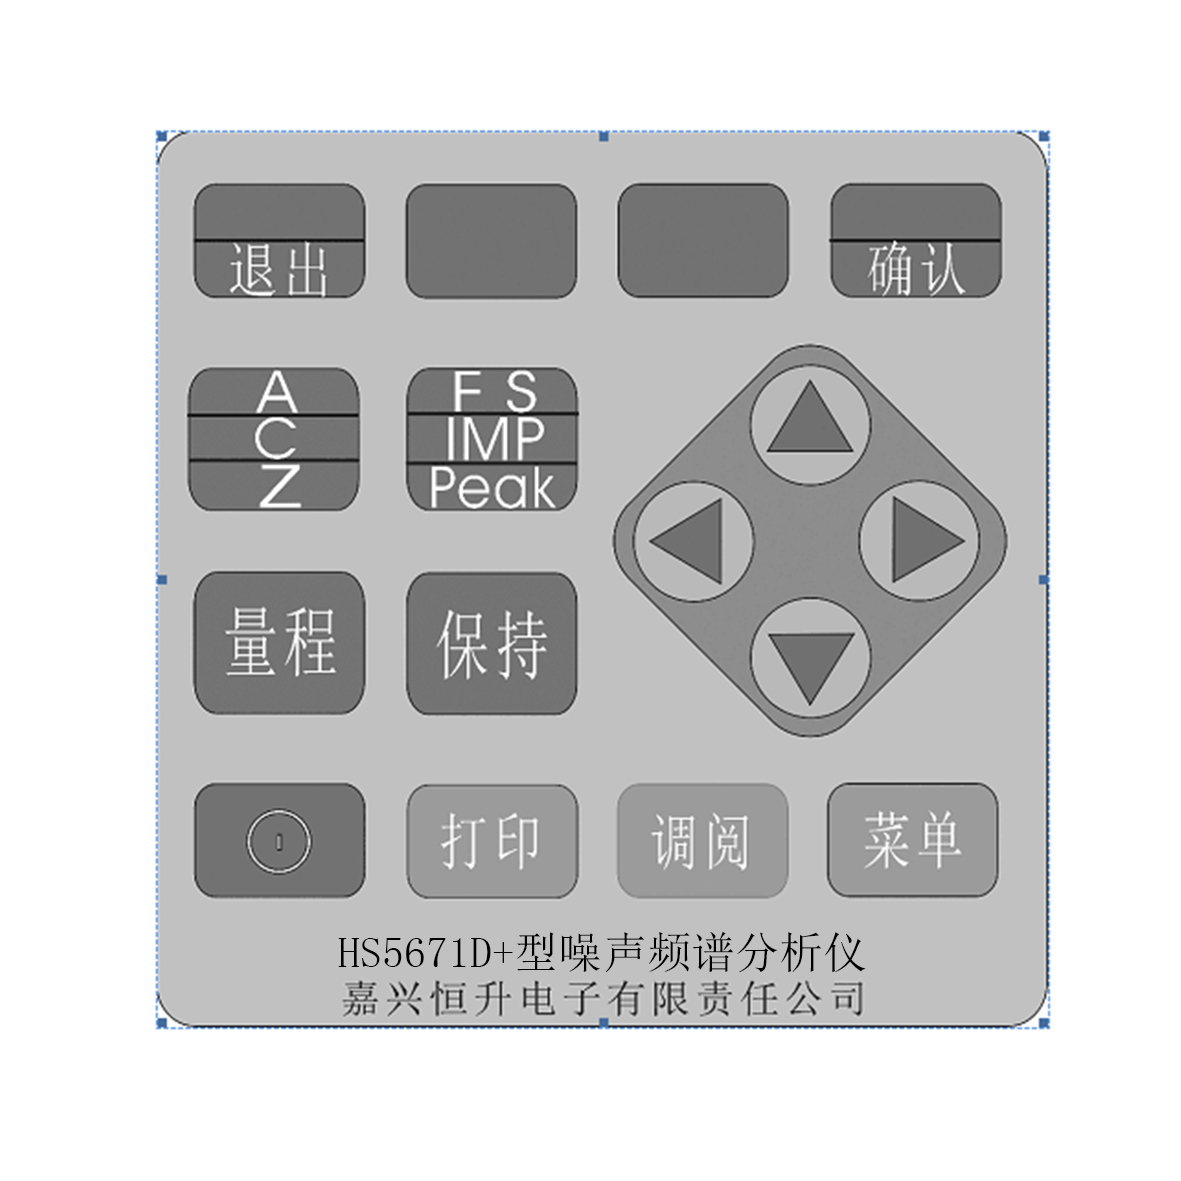 退出
确认
A
C
Z
F S
IMP
Peak
量程
保持
打印
调阅
菜单
HS5671D+型噪声频谱分析仪
嘉兴恒升电子有限责任公司